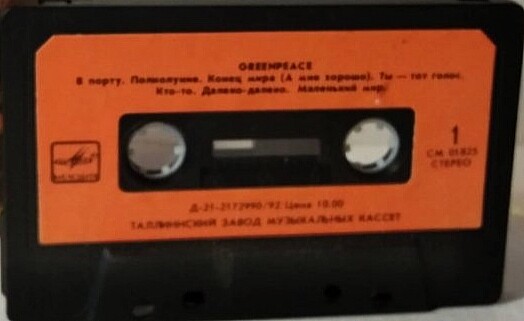 GREENPEACE
В порту. Полнолуние. Конец мира (А мне хорошо). Ты — тот голос.
Кто-то. Далеко-далеко. Маленький мир.
1
СМ 01825
СТЕРЕО
Д-21-2172990/92 Цена 10.00
ТАЛЛИННСКИЙ ЗАВОД МУЗЫКАЛЬНЫХ КАССЕТ